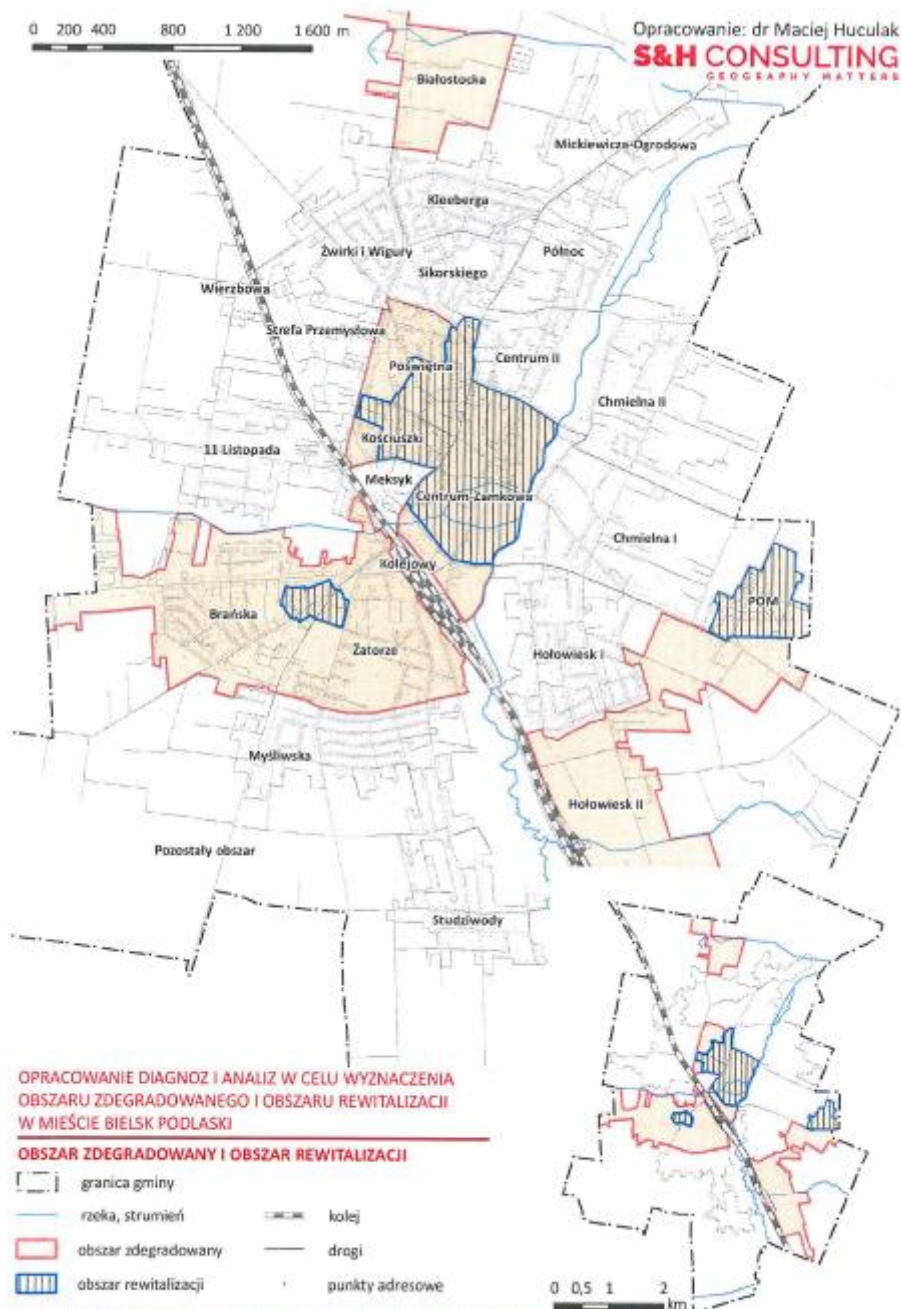 0 200 400 800 1 200 1 600 m
Opracowanie: dr Maciej Huculak
S&H CONSULTING
GEOGRAPHY MATTERS
Białostocka
Mickiewicza-Ogrodowa
Kleeberga
Żwirki i Wigury
Północ
Sikorskiego
Wierzbowa
Strefa Przemysłowa
Poświętna
Centrum II
Chmielna II
Kościuszki
11 Listopada
Meksyk
Centrum-Zamkowa
Chmielna I
Kolejowy
POM
Brańska
Zatorze
Hołowiesk I
Myśliwska
Hołowiesk II
Pozostały obszar
Studziwody
OPRACOWANIE DIAGNOZ I ANALIZ W CELU WYZNACZENIA
OBSZARU ZDEGRADOWANEGO I OBSZARU REWITALIZACJI
W MIEŚCIE BIELSK PODLASKI
OBSZAR ZDEGRADOWANY I OBSZAR REWITALIZACJI
granica gminy
rzeka, strumień
kolej
obszar zdegradowany
drogi
obszar rewitalizacji
punkty adresowe
0 0,5 1 2
km